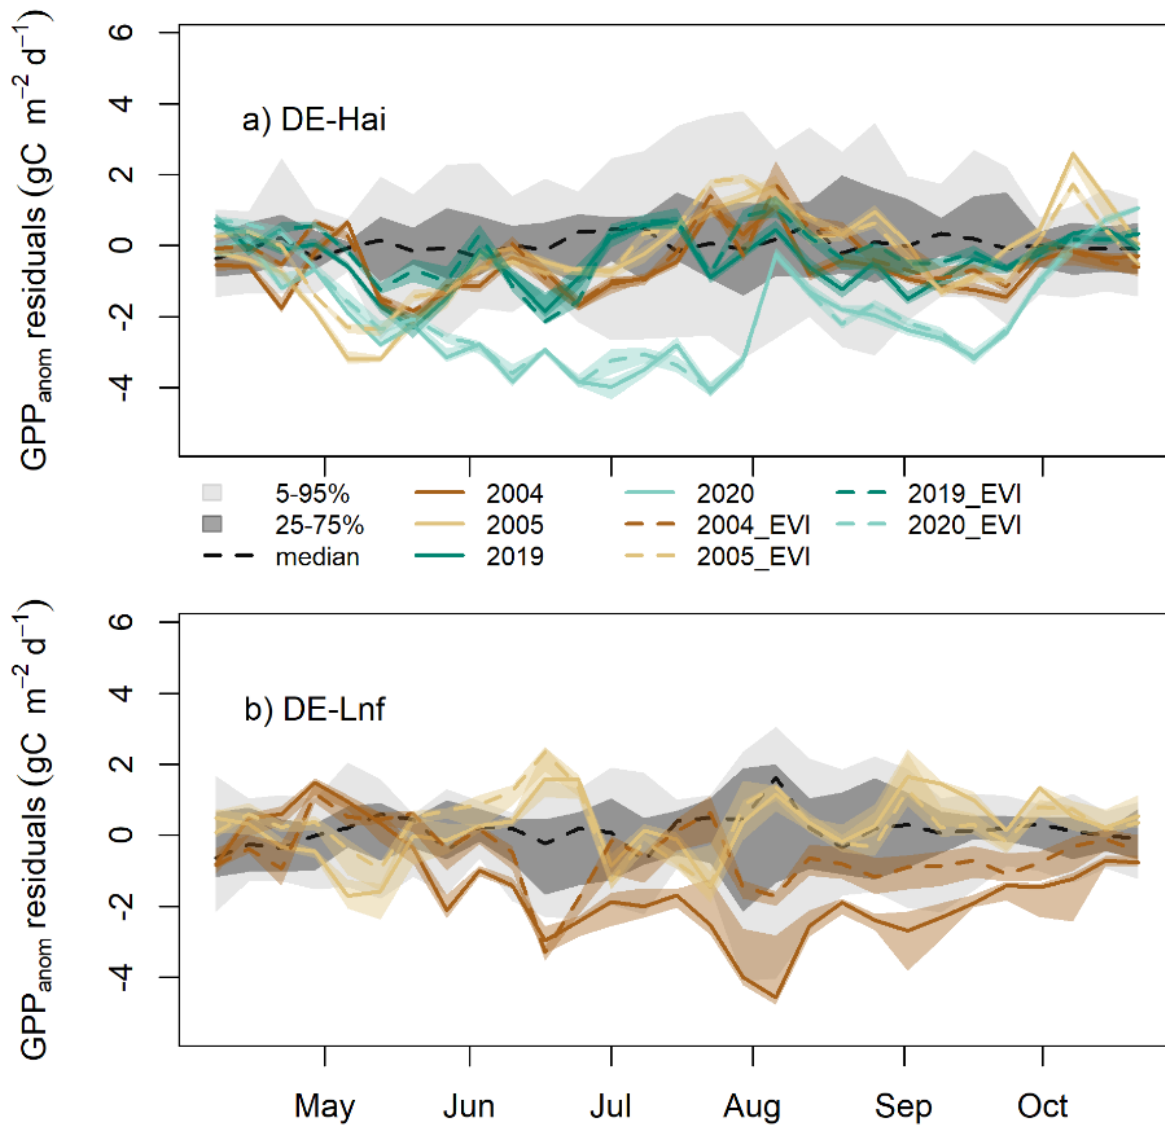 GPPanom residuals (gC m−2 d−1)
6
4
2
0
-2
-4
a) DE-Hai
5-95%
2004
2020
2019_EVI
25-75%
2005
2004_EVI
2020_EVI
median
2019
2005_EVI
GPPanom residuals (gC m−2 d−1)
6
4
2
0
-2
-4
b) DE-Lnf
May Jun Jul Aug Sep Oct